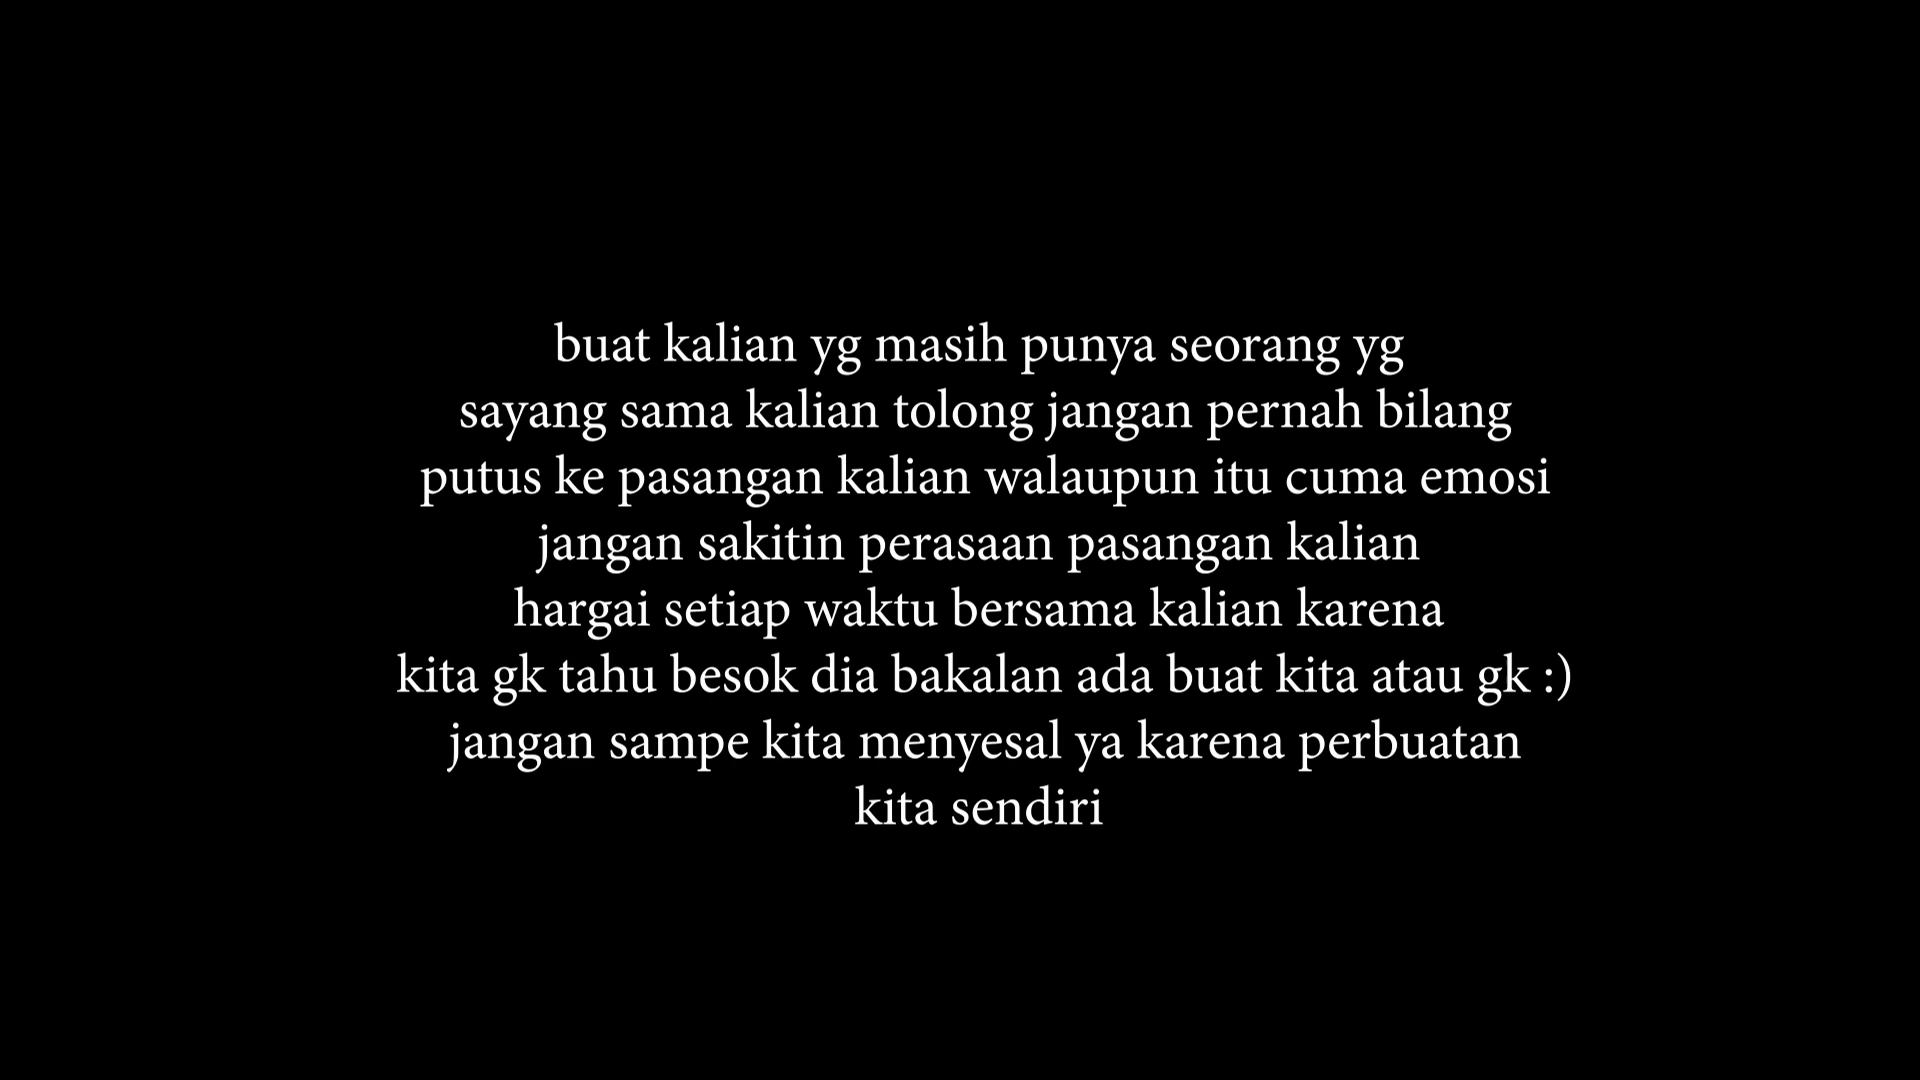 buat kalian yg masih punya seorang yg
sayang sama kalian tolong jangan pernah bilang
putus ke pasangan kalian walaupun itu cuma emosi
jangan sakitin perasaan pasangan kalian
hargai setiap waktu bersama kalian karena
kita gk tahu besok dia bakalan ada buat kita atau gk :)
jangan sampe kita menyesal ya karena perbuatan
kita sendiri